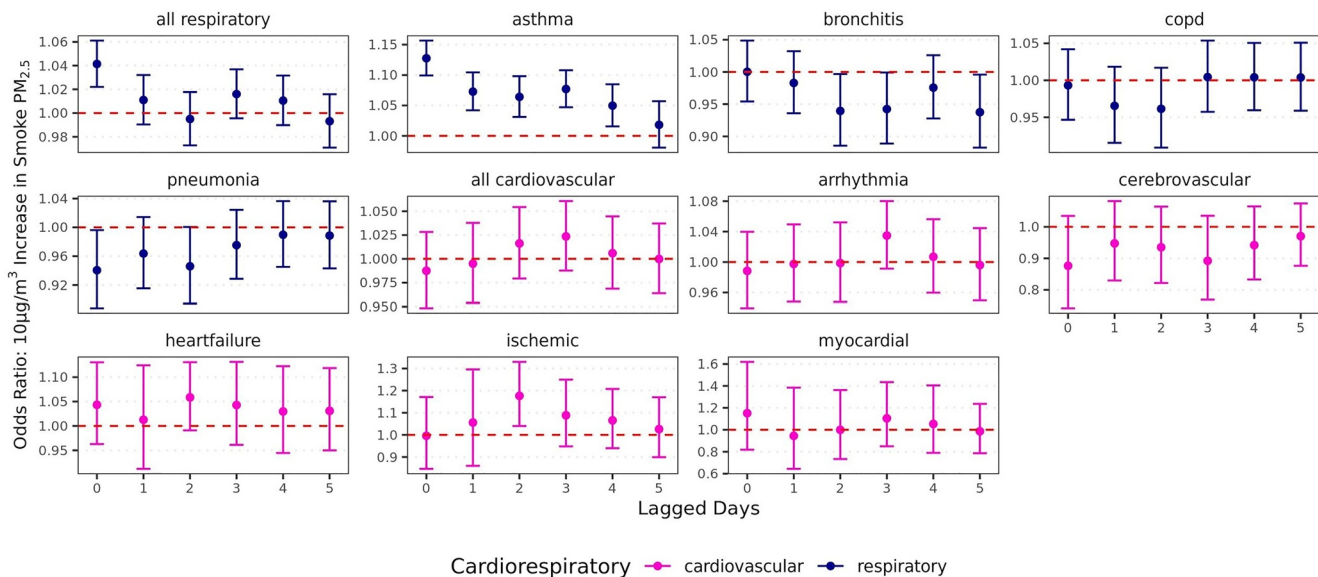 all respiratory
asthma
bronchitis
copd
1.06
1.04
1.02
1.00
0.98
1.15
1.10
1.05
1.00
1.05
1.00
0.95
0.90
1.05
1.00
0.95
pneumonia
all cardiovascular
arrhythmia
cerebrovascular
1.04
1.00
0.96
0.92
1.050
1.025
1.000
0.975
0.950
1.08
1.04
1.00
0.96
1.0
0.9
0.8
0 1 2 3 4 5
heartfailure
ischemic
myocardial
1.10
1.05
1.00
0.95
1.3
1.2
1.1
1.0
0.9
1.6
1.4
1.2
1.0
0.8
0.6
0 1 2 3 4 5
0 1 2 3 4 5
0 1 2 3 4 5
Odds Ratio: 10μg/m³ Increase in Smoke PM₂.₅
Lagged Days
Cardiorespiratory cardiovascular respiratory